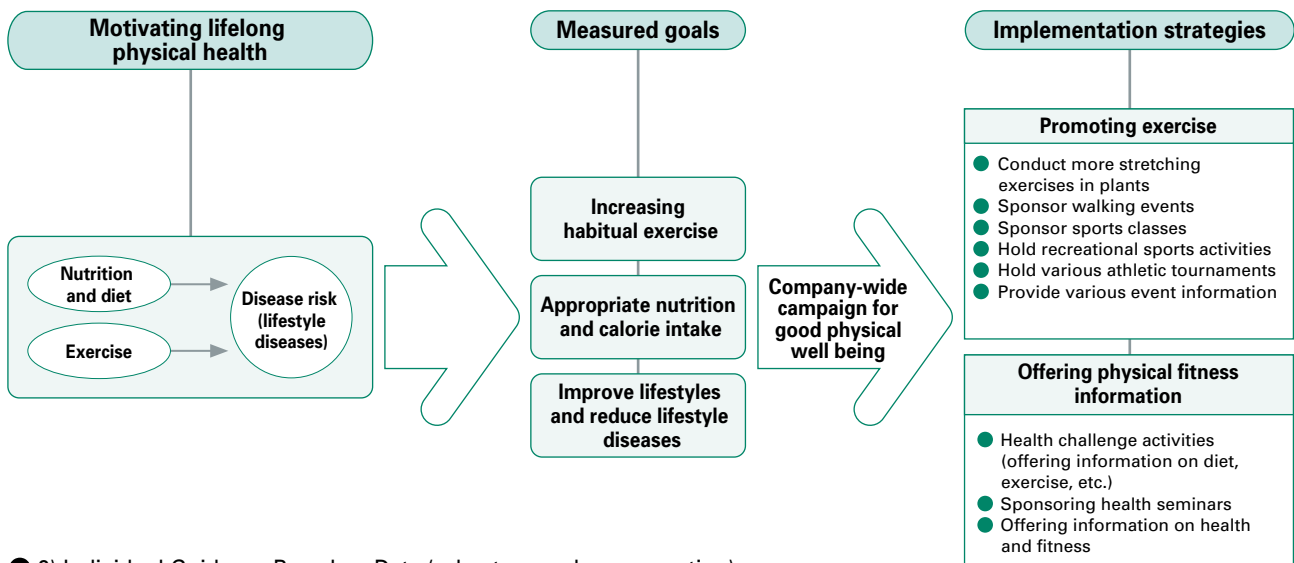 Motivating lifelong
physical health
Nutrition
and diet
Exercise
Disease risk
(lifestyle
diseases)
Measured goals
Increasing
habitual exercise
Appropriate nutrition
and calorie intake
Improve lifestyles
and reduce lifestyle
diseases
Company-wide
campaign for
good physical
well being
Implementation strategies
Promoting exercise
● Conduct more stretching
exercises in plants
● Sponsor walking events
● Sponsor sports classes
● Hold recreational sports activities
● Hold various athletic tournaments
● Provide various event information
Offering physical fitness
information
● Health challenge activities
(offering information on diet,
exercise, etc.)
● Sponsoring health seminars
● Offering information on health
and fitness